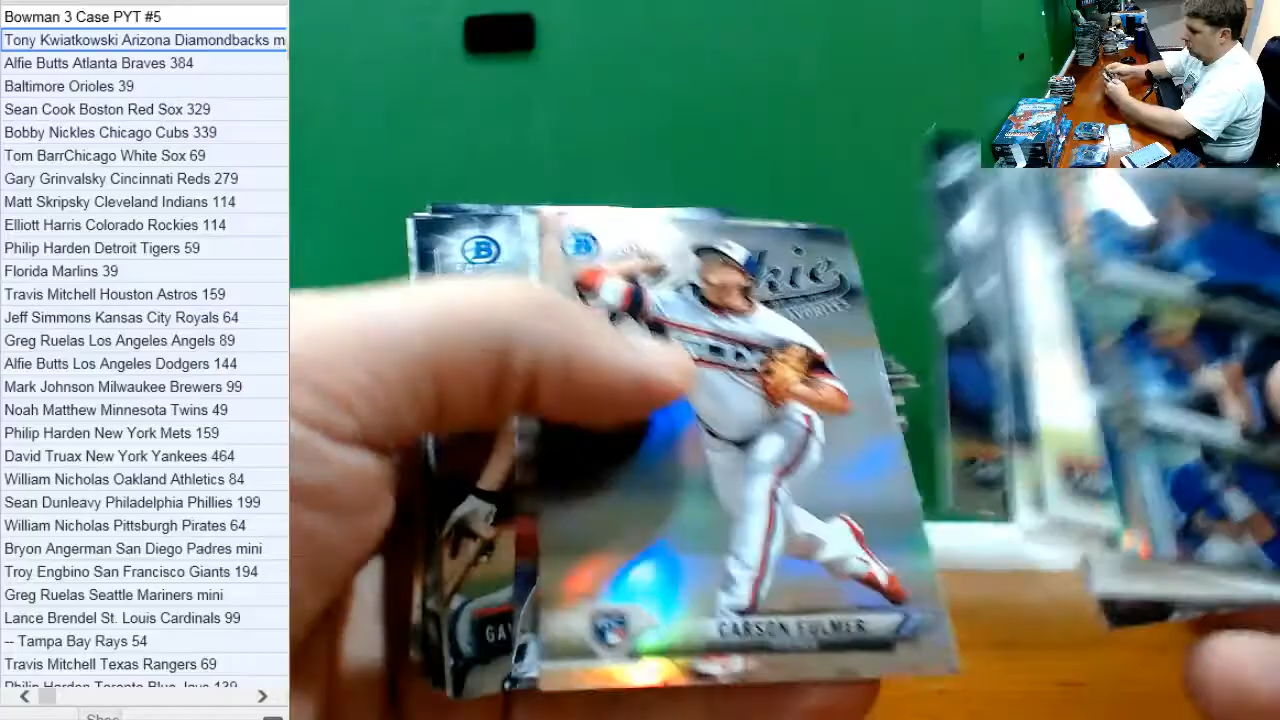 Bowman 3 Case PYT #5
Tony Kwiatkowski Arizona Diamondbacks m
Alfie Butts Atlanta Braves 384
Baltimore Orioles 39
Sean Cook Boston Red Sox 329
Bobby Nickles Chicago Cubs 339
Tom BarrChicago White Sox 69
Gary Grinvalsky Cincinnati Reds 279
Matt Skripsky Cleveland Indians 114
Elliott Harris Colorado Rockies 114
Philip Harden Detroit Tigers 59
Florida Marlins 39
Travis Mitchell Houston Astros 159
Jeff Simmons Kansas City Royals 64
Greg Ruelas Los Angeles Angels 89
Alfie Butts Los Angeles Dodgers 144
Mark Johnson Milwaukee Brewers 99
Noah Matthew Minnesota Twins 49
Philip Harden New York Mets 159
David Truax New York Yankees 464
William Nicholas Oakland Athletics 84
Sean Dunleavy Philadelphia Phillies 199
William Nicholas Pittsburgh Pirates 64
Bryon Angerman San Diego Padres mini
Troy Engbino San Francisco Giants 194
Greg Ruelas Seattle Mariners mini
Lance Brendel St. Louis Cardinals 99
-- Tampa Bay Rays 54
Travis Mitchell Texas Rangers 69
Philip Harden Toronto Blue Jays 139
B
B
CARSON FULMER
GAV